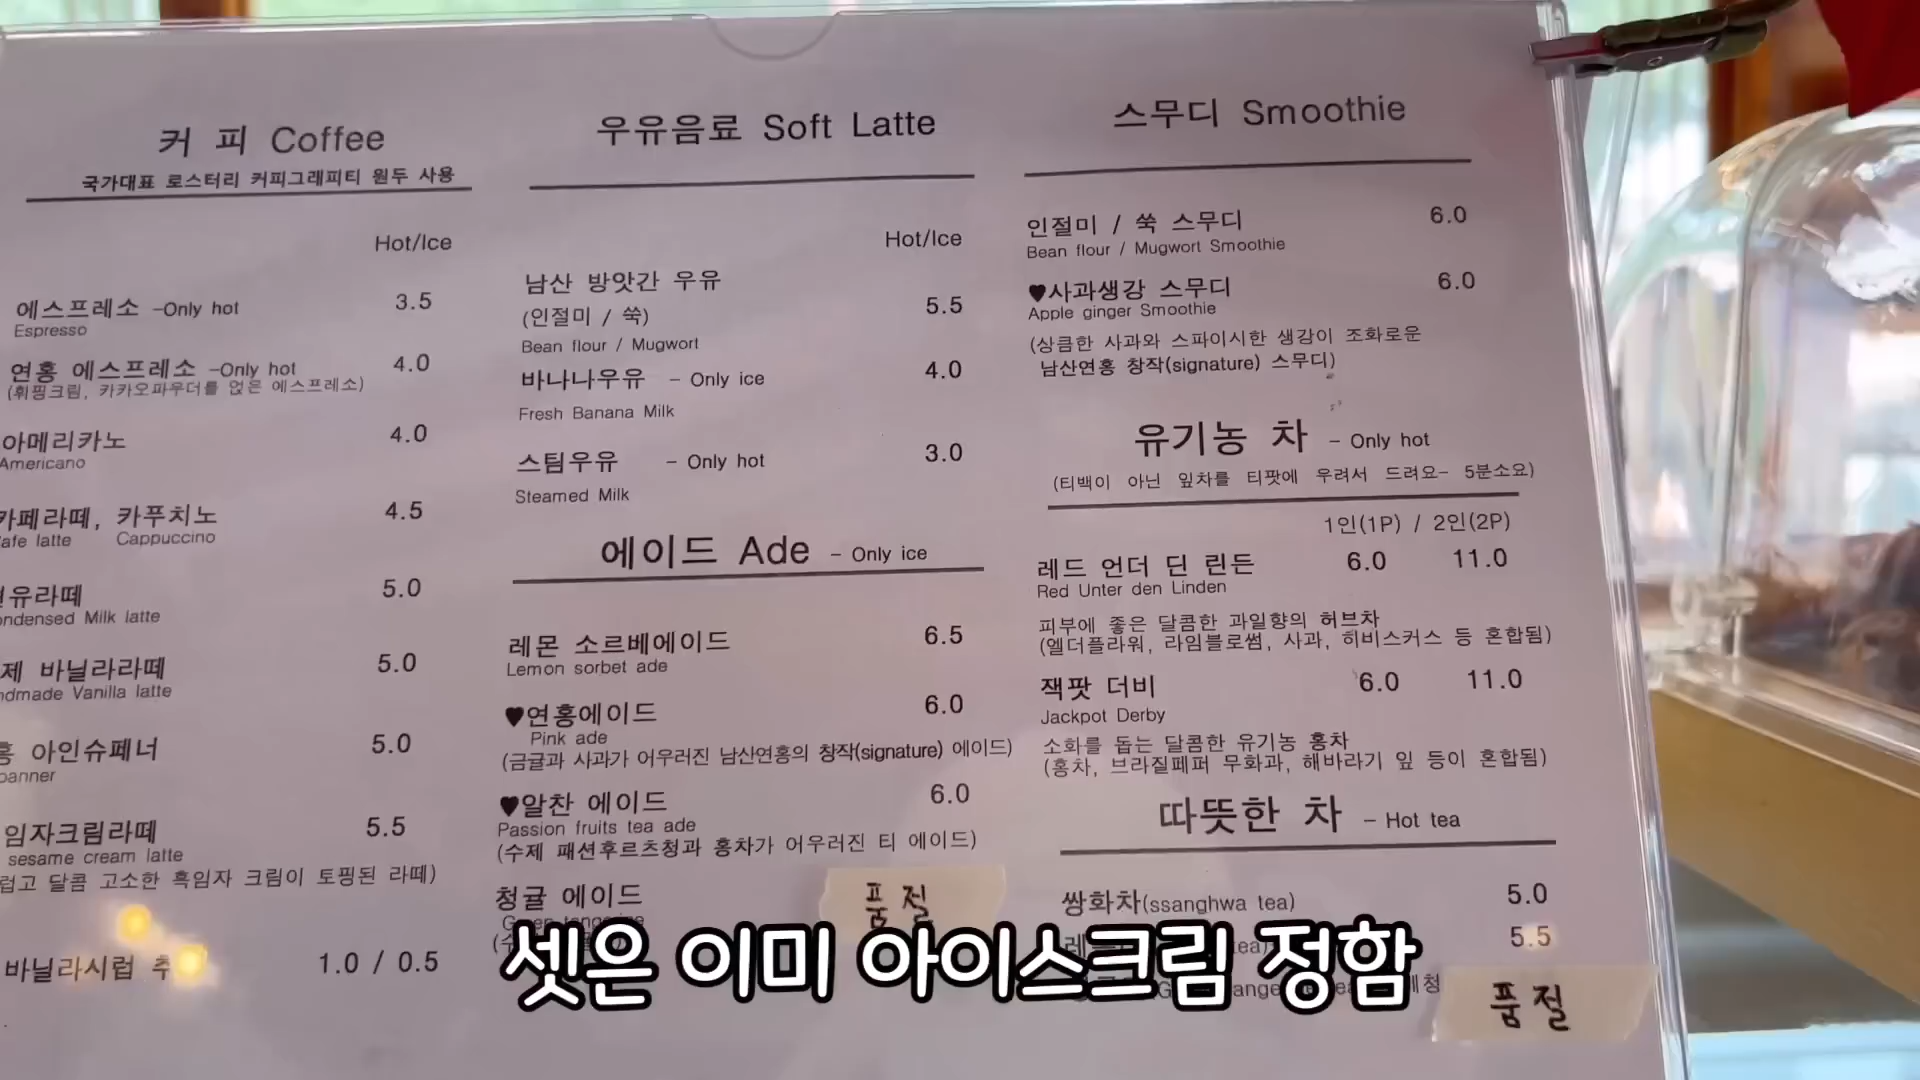 커 피 Coffee
국가대표 로스터리 커피그래피티 원두 사용
Hot/Ice
에스프레소 -Only hot 3.5
Espresso
연홍 에스프레소 -Only hot 4.0
(휘핑크림, 카카오파우더를 얹은 에스프레소)
아메리카노 4.0
Americano
카페라떼, 카푸치노 4.5
afe latte Cappuccino
유라떼 5.0
ondensed Milk latte
제 바닐라라떼 5.0
ndmade Vanilla latte
홍 아인슈페너 5.0
panner
임자크림라떼 5.5
sesame cream latte
럽고 달콤 고소한 흑임자 크림이 토핑된 라떼)
바닐라시럽 추 1.0 / 0.5
우유음료 Soft Latte
Hot/Ice
남산 방앗간 우유
(인절미 / 쑥) 5.5
Bean flour / Mugwort
바나나우유 - Only ice 4.0
Fresh Banana Milk
스팀우유 - Only hot 3.0
Steamed Milk
에이드 Ade - Only ice
레몬 소르베에이드 6.5
Lemon sorbet ade
♥연홍에이드 6.0
Pink ade
(금귤과 사과가 어우러진 남산연홍의 창작(signature) 에이드)
♥알찬 에이드 6.0
Passion fruits tea ade
(수제 패션후르츠청과 홍차가 어우러진 티 에이드)
청귤 에이드 품절
스무디 Smoothie
인절미 / 쑥 스무디 6.0
Bean flour / Mugwort Smoothie
♥사과생강 스무디 6.0
Apple ginger Smoothie
(상큼한 사과와 스파이시한 생강이 조화로운
남산연홍 창작(signature) 스무디)
유기농 차 - Only hot
(티백이 아닌 잎차를 티팟에 우려서 드려요- 5분소요)
1인(1P) / 2인(2P)
레드 언더 딘 린든 6.0 11.0
Red Unter den Linden
피부에 좋은 달콤한 과일향의 허브차
(엘더플라워, 라임블로썸, 사과, 히비스커스 등 혼합됨)
잭팟 더비 6.0 11.0
Jackpot Derby
소화를 돕는 달콤한 유기농 홍차
(홍차, 브라질페퍼 무화과, 해바라기 잎 등이 혼합됨)
따뜻한 차 - Hot tea
쌍화차(ssanghwa tea) 5.0
5.5
품절
셋은 이미 아이스크림 정함